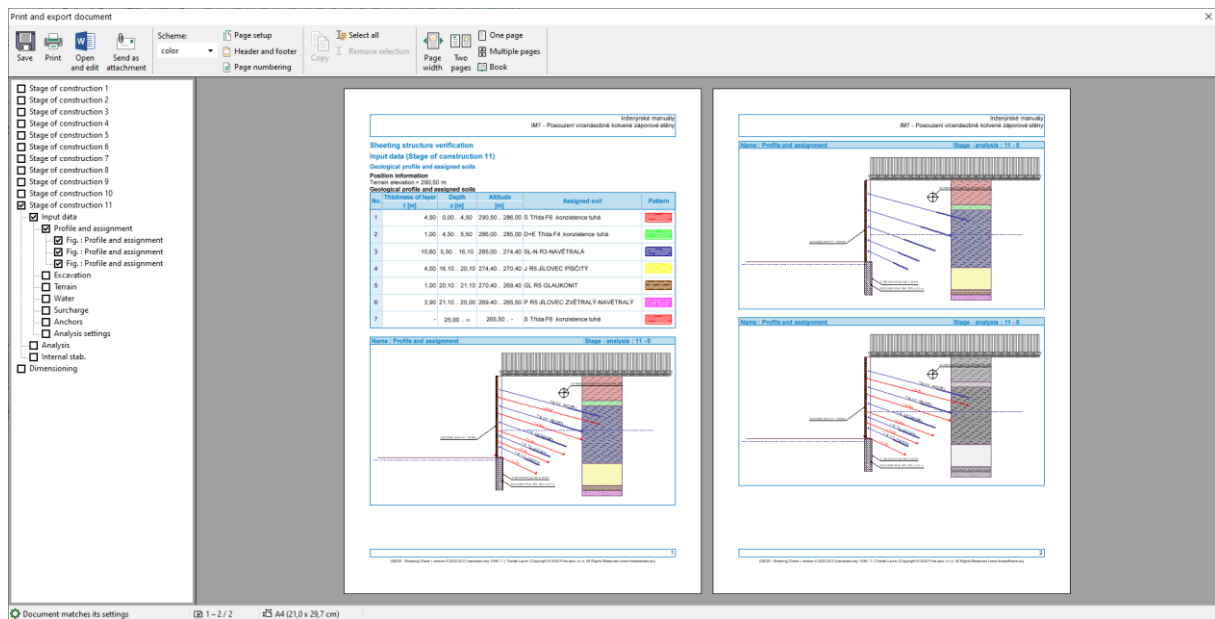 Print and export document
Save
Print
Open and edit
Send as attachment
Scheme:
color
Page setup
Header and footer
Page numbering
Copy
Select all
Remove selection
Page width
Two pages
One page
Multiple pages
Book
Stage of construction 1
Stage of construction 2
Stage of construction 3
Stage of construction 4
Stage of construction 5
Stage of construction 6
Stage of construction 7
Stage of construction 8
Stage of construction 9
Stage of construction 10
Stage of construction 11
Input data
Profile and assignment
Fig. : Profile and assignment
Fig. : Profile and assignment
Fig. : Profile and assignment
Excavation
Terrain
Water
Surcharge
Anchors
Analysis settings
Analysis
Internal stab.
Dimensioning
Inženýrské manuály
IM7 - Posouzení vícenásobně kotvené záporové stěny
Sheeting structure verification
Input data (Stage of construction 11)
Geological profile and assigned soils
Position information
Terrain elevation = 290,50 m
Geological profile and assigned soils
No. Thickness of layer t [m] Depth z [m] Altitude [m] Assigned soil Pattern
1 4,50 0,00 .. 4,50 290,50 .. 286,00 S Třída F6 ,konzistence tuhá
2 1,00 4,50 .. 5,50 286,00 .. 285,00 D+E Třída F4 ,konzistence tuhá
3 10,60 5,50 .. 16,10 285,00 .. 274,40 SL-N R3-NAVĚTRALÁ
4 4,00 16,10 .. 20,10 274,40 .. 270,40 J R5 JÍLOVEC PÍSČITÝ
5 1,00 20,10 .. 21,10 270,40 .. 269,40 GL R5 GLAUKONIT
6 3,90 21,10 .. 25,00 269,40 .. 265,50 P R5 JÍLOVEC ZVĚTRALÝ-NAVĚTRALÝ
7 - 25,00 .. ∞ 265,50 .. - S Třída F6 ,konzistence tuhá
Name : Profile and assignment Stage - analysis : 11 - 0
1
Inženýrské manuály
IM7 - Posouzení vícenásobně kotvené záporové stěny
Name : Profile and assignment Stage - analysis : 11 - 0
Name : Profile and assignment Stage - analysis : 11 - 0
2
Document matches its settings
1 – 2 / 2
A4 (21,0 x 29,7 cm)